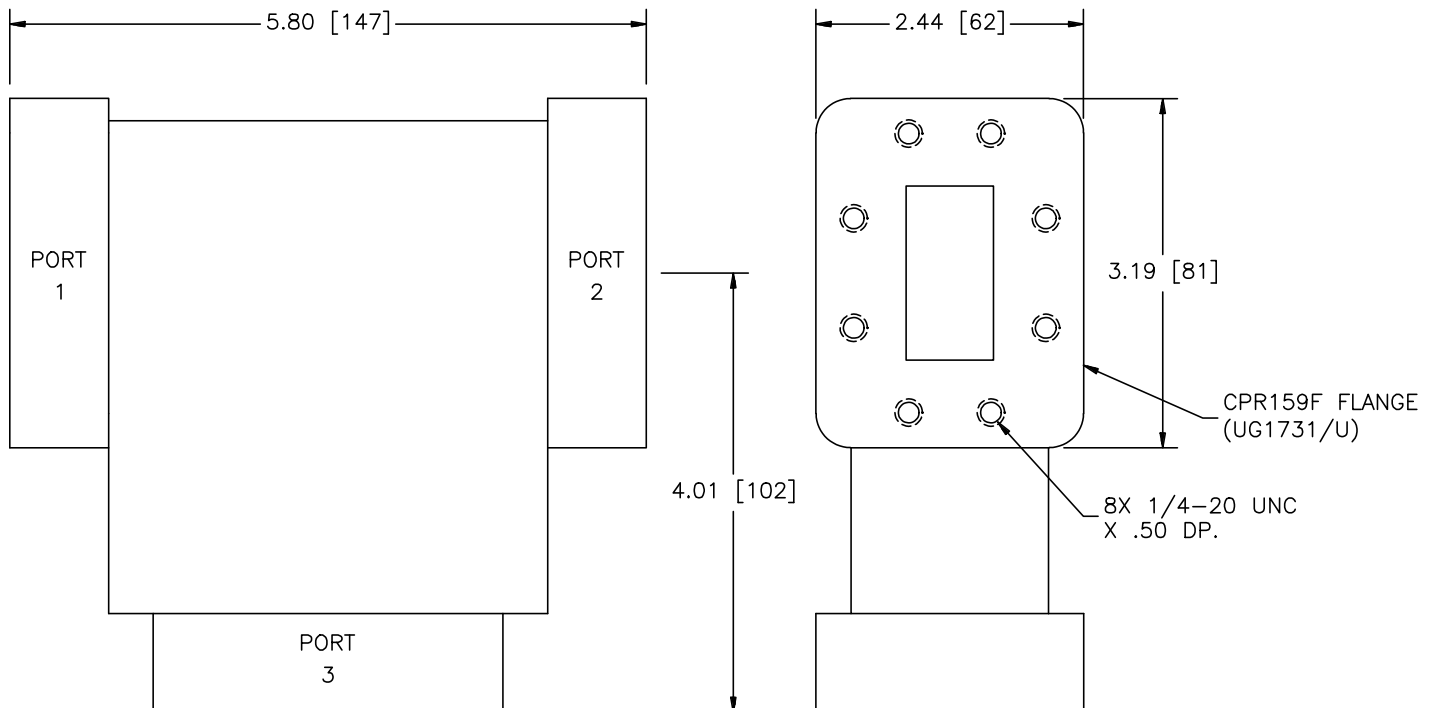 5.80 [147]
2.44 [62]
PORT
1
PORT
2
3.19 [81]
CPR159F FLANGE
(UG1731/U)
4.01 [102]
8X 1/4-20 UNC
X .50 DP.
PORT
3